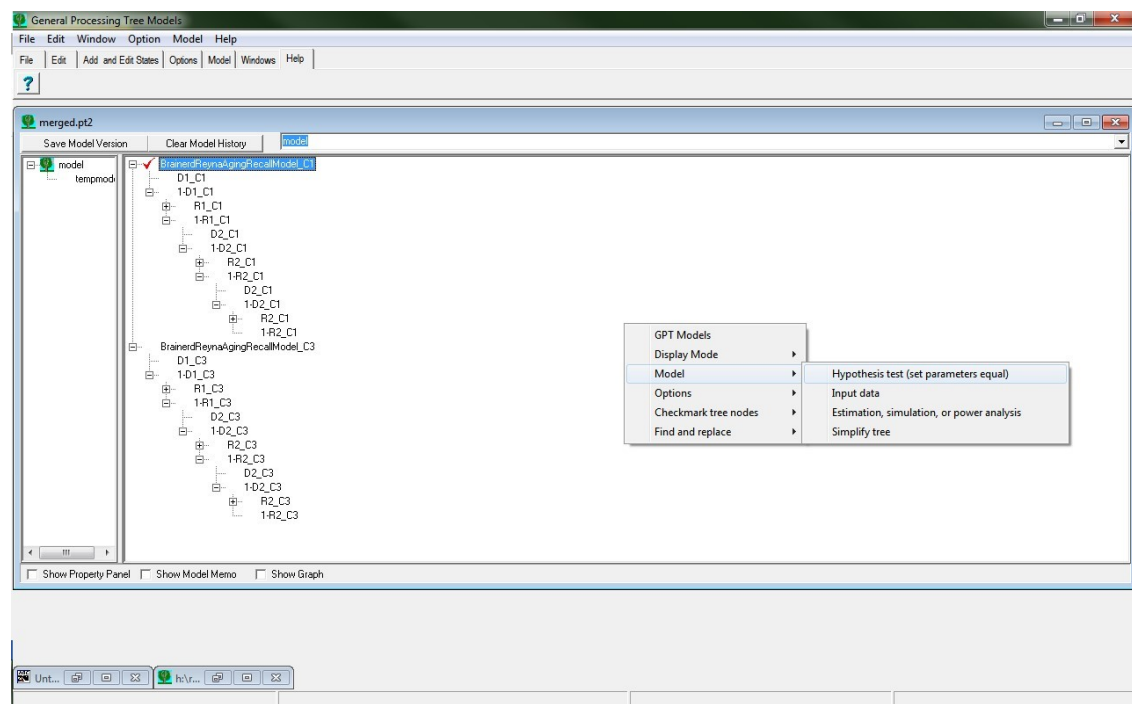 General Processing Tree Models
File Edit Window Option Model Help
File Edit Add and Edit States Options Model Windows Help
?
merged.pt2
Save Model Version Clear Model History model
model
tempmod
BrainerdReynaAgingRecallModel_C1
D1_C1
1-D1_C1
R1_C1
1-R1_C1
D2_C1
1-D2_C1
R2_C1
1-R2_C1
D2_C1
1-D2_C1
R2_C1
1-R2_C1
BrainerdReynaAgingRecallModel_C3
D1_C3
1-D1_C3
R1_C3
1-R1_C3
D2_C3
1-D2_C3
R2_C3
1-R2_C3
D2_C3
1-D2_C3
R2_C3
1-R2_C3
GPT Models
Display Mode
Model
Options
Checkmark tree nodes
Find and replace
Hypothesis test (set parameters equal)
Input data
Estimation, simulation, or power analysis
Simplify tree
Show Property Panel Show Model Memo Show Graph
Unt... h:\r...